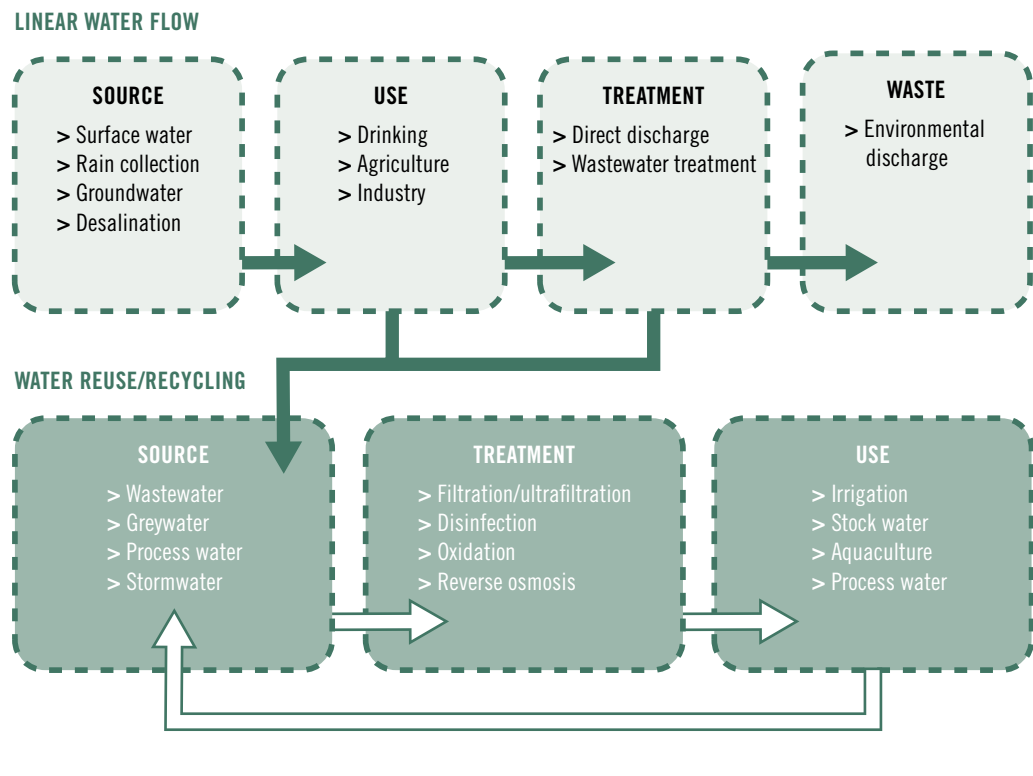 LINEAR WATER FLOW
SOURCE
> Surface water
> Rain collection
> Groundwater
> Desalination
USE
> Drinking
> Agriculture
> Industry
TREATMENT
> Direct discharge
> Wastewater treatment
WASTE
> Environmental
discharge
WATER REUSE/RECYCLING
SOURCE
> Wastewater
> Greywater
> Process water
> Stormwater
TREATMENT
> Filtration/ultrafiltration
> Disinfection
> Oxidation
> Reverse osmosis
USE
> Irrigation
> Stock water
> Aquaculture
> Process water